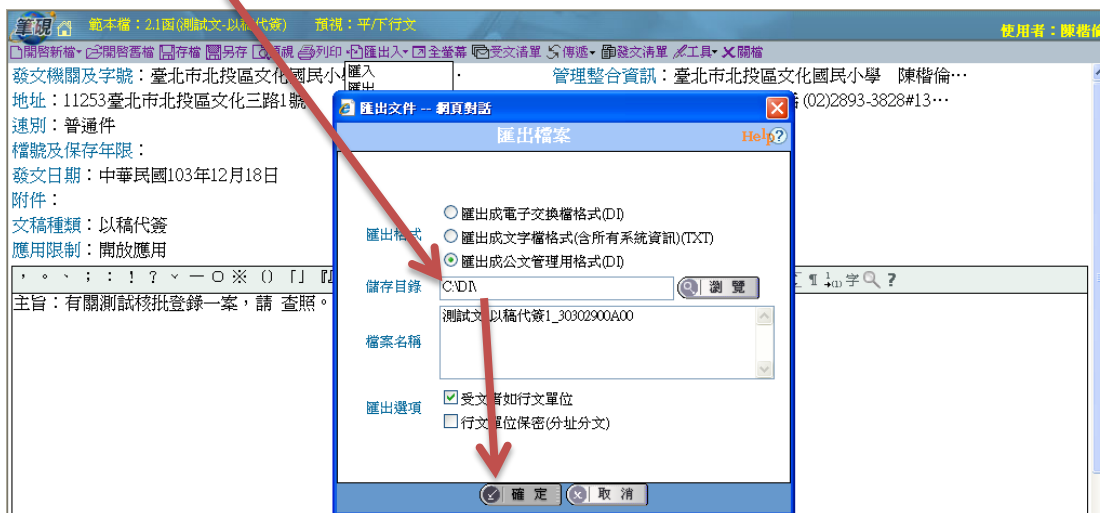 筆硯 範本檔：2.1函(測試文-以稿代簽) 預視：平/下行文
使用者：陳楷倫
開啟新檔 開啟舊檔 存檔 另存 預視 列印 匯出入 全螢幕 受文清單 傳遞 發文清單 工具 關檔
發文機關及字號：臺北市北投區文化國民小
匯入
匯出
管理整合資訊：臺北市北投區文化國民小學 陳楷倫…
地址：11253臺北市北投區文化三路1號
(02)2893-3828#13…
速別：普通件
檔號及保存年限：
發文日期：中華民國103年12月18日
附件：
文稿種類：以稿代簽
應用限制：開放應用
，。、；：！？ˇ—○※（）「」『
字 ?
主旨：有關測試核批登錄一案，請 查照。
匯出文件 -- 網頁對話
匯出檔案 Help?
匯出格式
匯出成電子交換檔格式(DI)
匯出成文字檔格式(含所有系統資訊)(TXT)
匯出成公文管理用格式(DI)
儲存目錄 C:\DI\ 瀏覽
檔案名稱 測試文 以稿代簽1_30302900A00
匯出選項
受文者如行文單位
行文單位保密(分址分文)
確定 取消